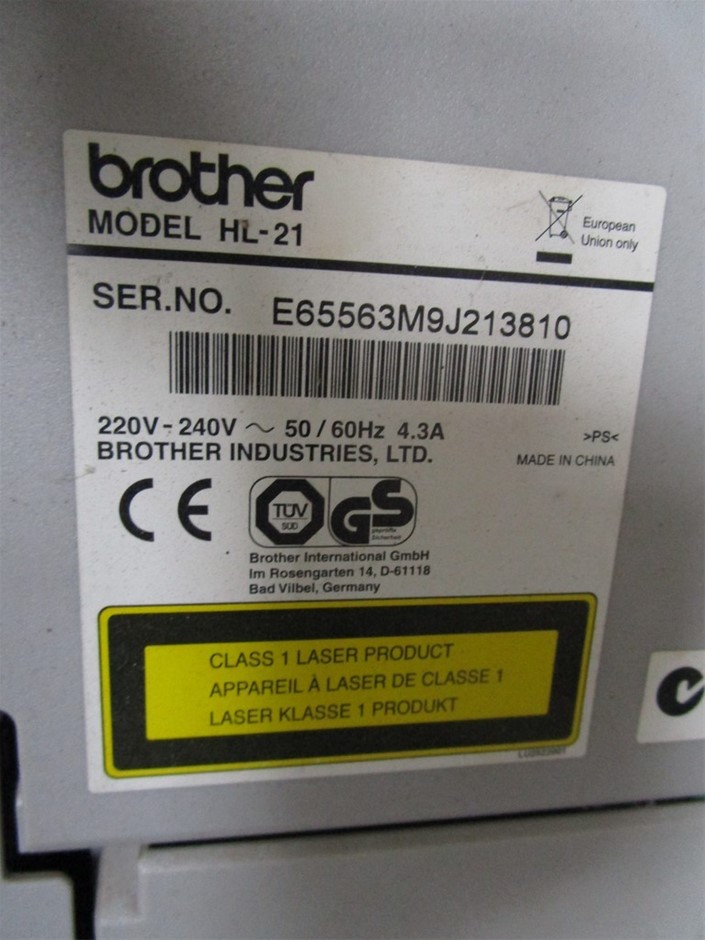 brother
MODEL HL-21
European
Union only
SER.NO. E65563M9J213810
220V - 240V ~ 50 / 60Hz 4.3A
BROTHER INDUSTRIES, LTD.
>PS<
MADE IN CHINA
CE
TÜV
SÜD
GS
geprüfte
Sicherheit
Brother International GmbH
Im Rosengarten 14, D-61118
Bad Vilbel, Germany
CLASS 1 LASER PRODUCT
APPAREIL À LASER DE CLASSE 1
LASER KLASSE 1 PRODUKT